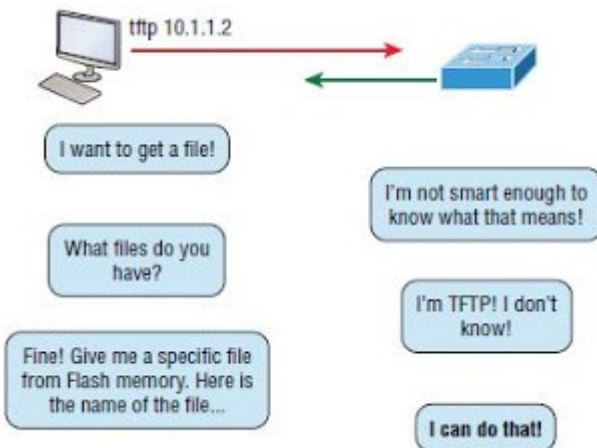 tftp 10.1.1.2
I want to get a file!
I'm not smart enough to
know what that means!
What files do you
have?
I'm TFTP! I don't
know!
Fine! Give me a specific file
from Flash memory. Here is
the name of the file...
I can do that!